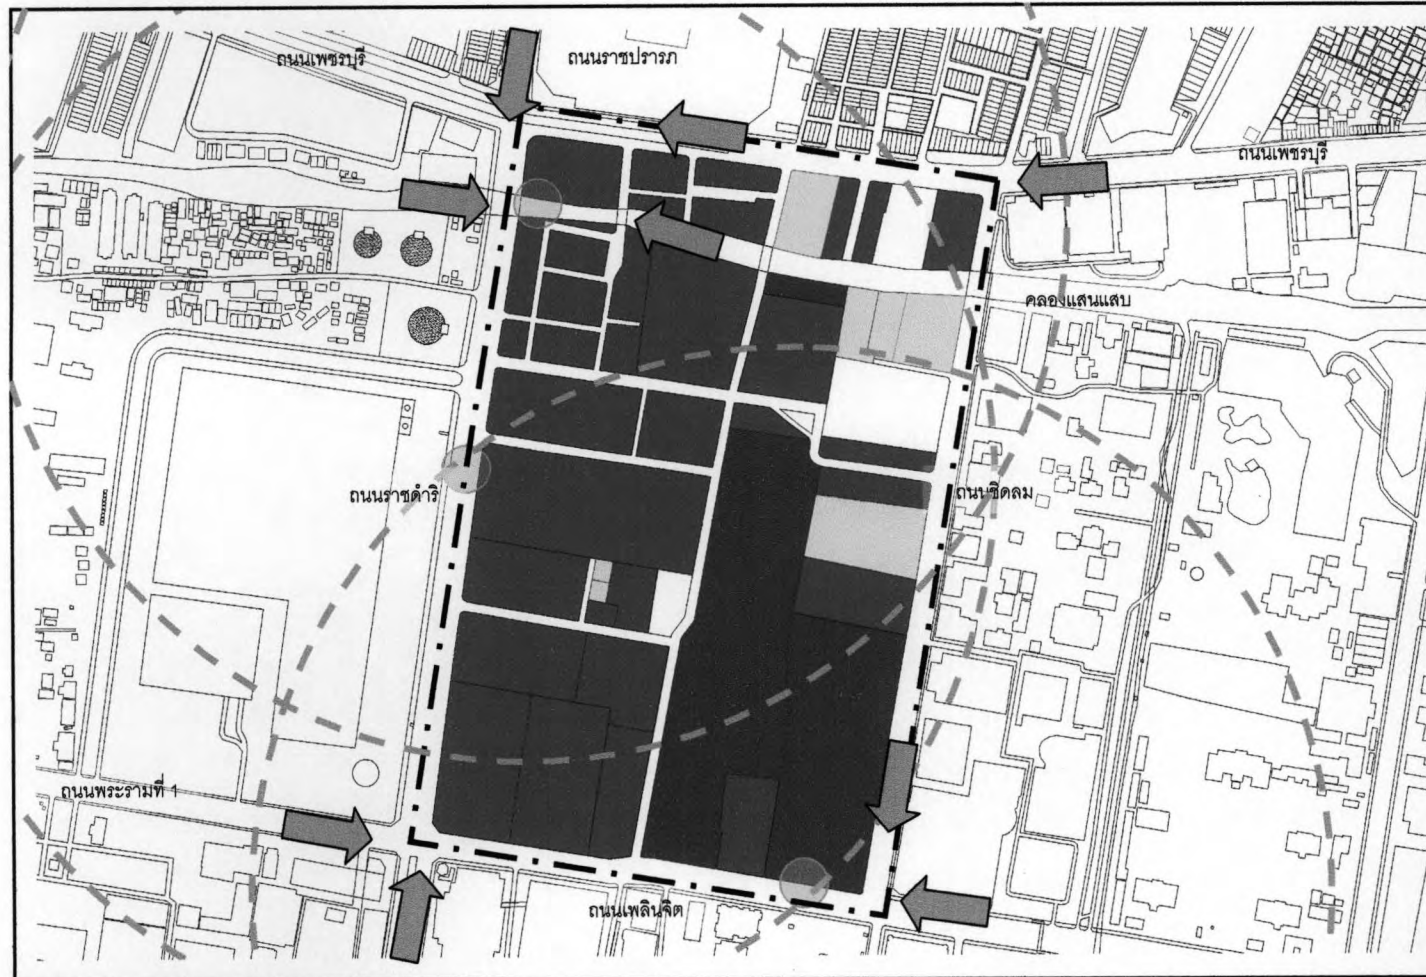 ถนนเพชรบุรี
ถนนราชปรารภ
ถนนเพชรบุรี
คลองแสนแสบ
ถนนราชดำริ
ถนนชิดลม
ถนนพระรามที่ 1
ถนนเพลินจิต